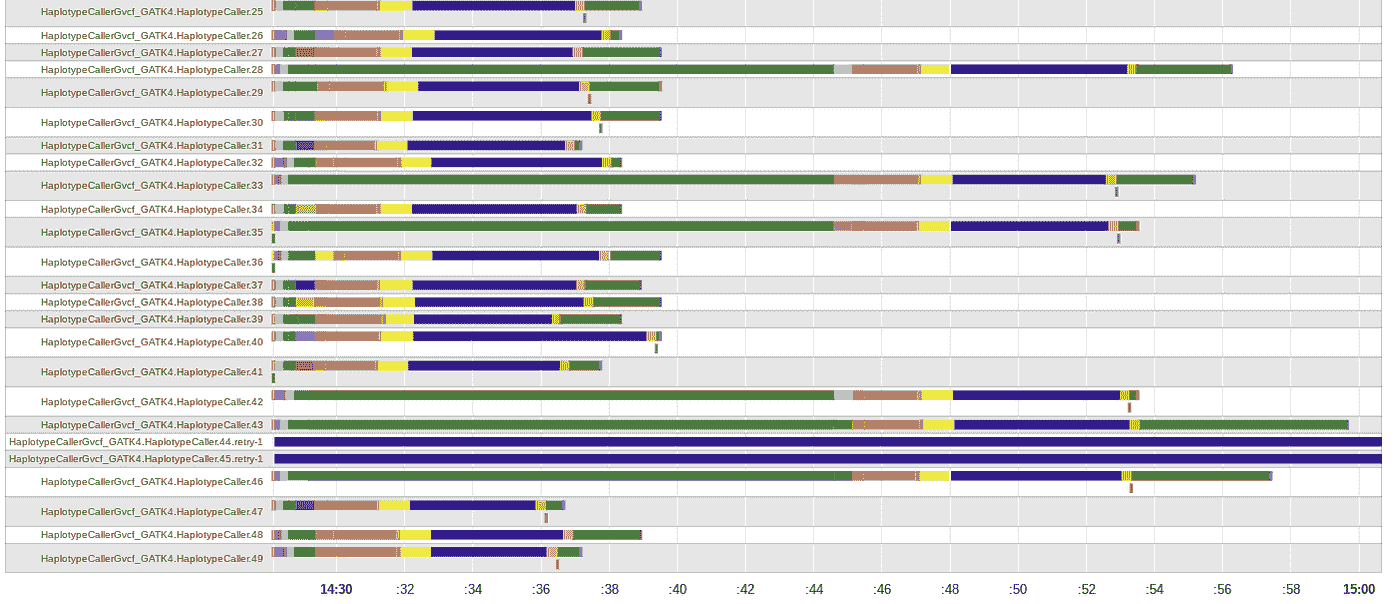 HaplotypeCallerGvcf_GATK4.HaplotypeCaller.25
HaplotypeCallerGvcf_GATK4.HaplotypeCaller.26
HaplotypeCallerGvcf_GATK4.HaplotypeCaller.27
HaplotypeCallerGvcf_GATK4.HaplotypeCaller.28
HaplotypeCallerGvcf_GATK4.HaplotypeCaller.29
HaplotypeCallerGvcf_GATK4.HaplotypeCaller.30
HaplotypeCallerGvcf_GATK4.HaplotypeCaller.31
HaplotypeCallerGvcf_GATK4.HaplotypeCaller.32
HaplotypeCallerGvcf_GATK4.HaplotypeCaller.33
HaplotypeCallerGvcf_GATK4.HaplotypeCaller.34
HaplotypeCallerGvcf_GATK4.HaplotypeCaller.35
HaplotypeCallerGvcf_GATK4.HaplotypeCaller.36
HaplotypeCallerGvcf_GATK4.HaplotypeCaller.37
HaplotypeCallerGvcf_GATK4.HaplotypeCaller.38
HaplotypeCallerGvcf_GATK4.HaplotypeCaller.39
HaplotypeCallerGvcf_GATK4.HaplotypeCaller.40
HaplotypeCallerGvcf_GATK4.HaplotypeCaller.41
HaplotypeCallerGvcf_GATK4.HaplotypeCaller.42
HaplotypeCallerGvcf_GATK4.HaplotypeCaller.43
HaplotypeCallerGvcf_GATK4.HaplotypeCaller.44.retry-1
HaplotypeCallerGvcf_GATK4.HaplotypeCaller.45.retry-1
HaplotypeCallerGvcf_GATK4.HaplotypeCaller.46
HaplotypeCallerGvcf_GATK4.HaplotypeCaller.47
HaplotypeCallerGvcf_GATK4.HaplotypeCaller.48
HaplotypeCallerGvcf_GATK4.HaplotypeCaller.49
14:30 :32 :34 :36 :38 :40 :42 :44 :46 :48 :50 :52 :54 :56 :58 15:00